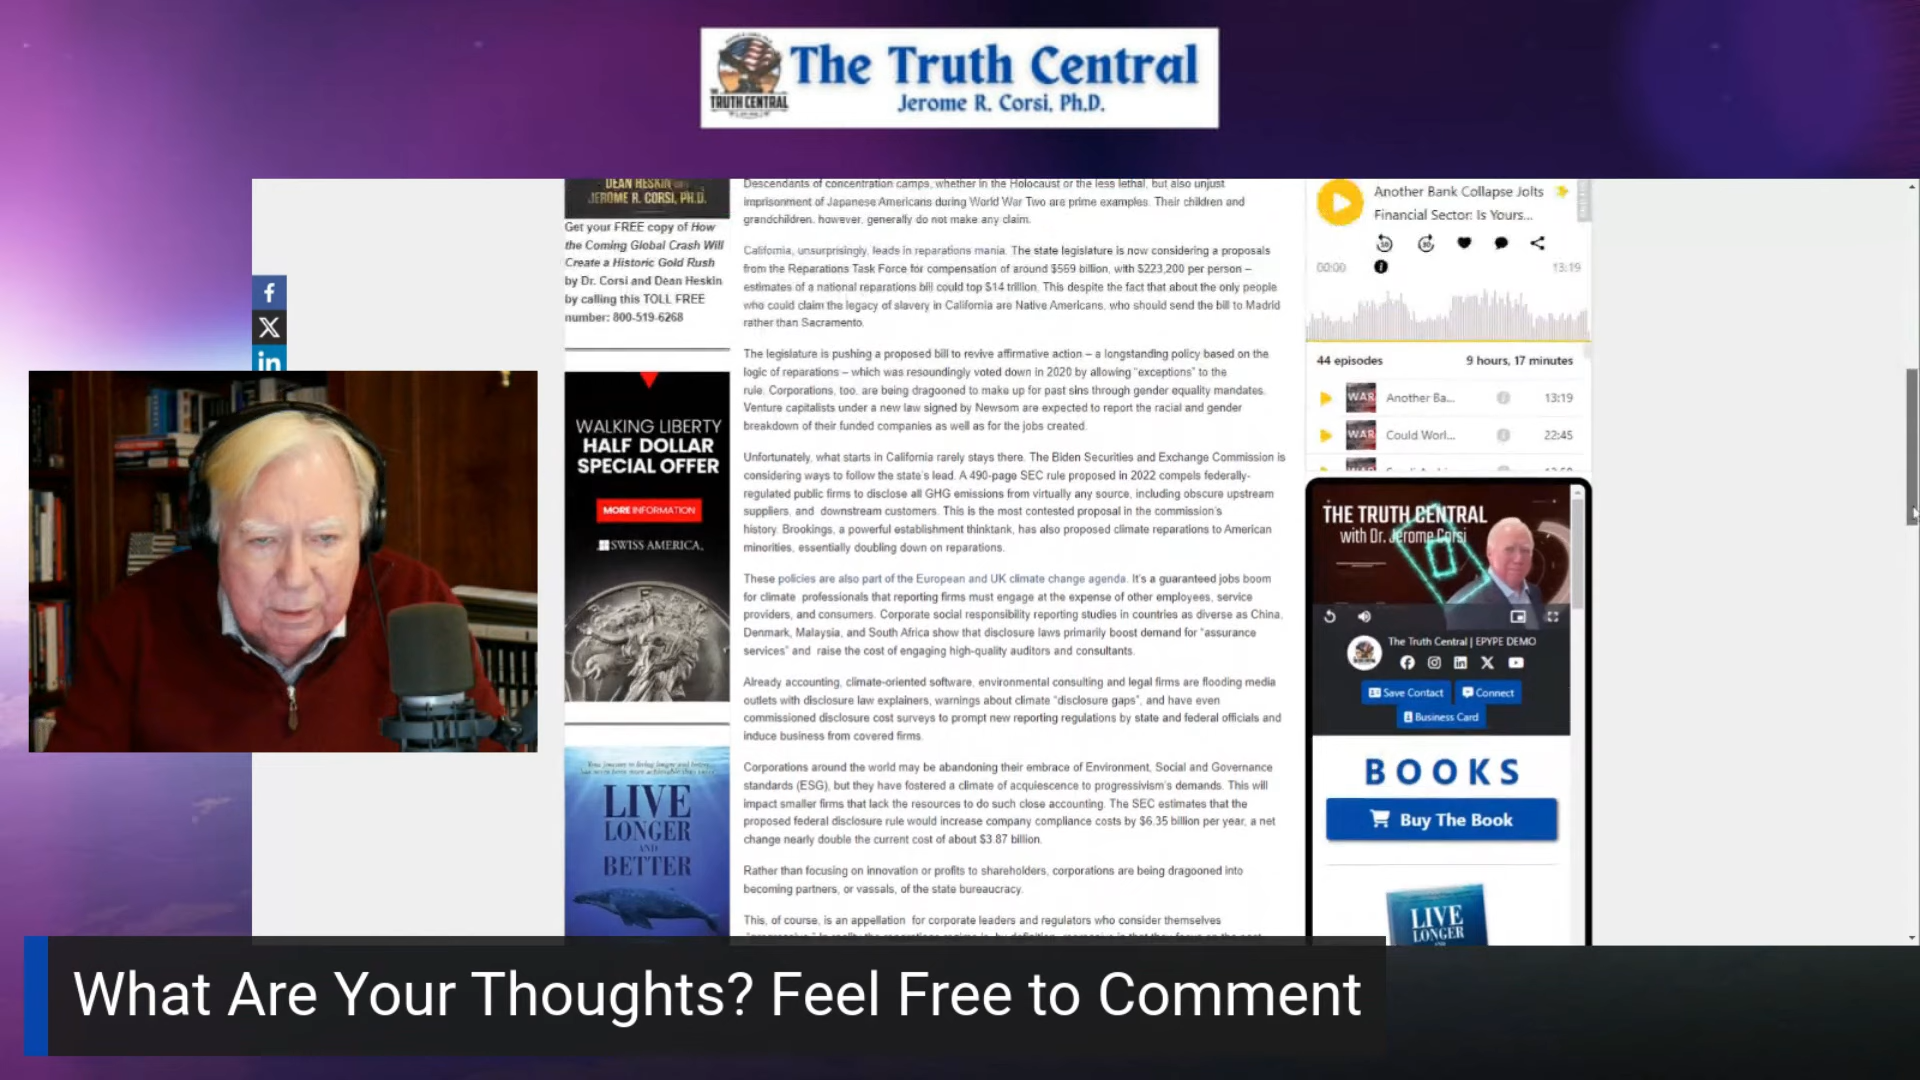 The Truth Central
Jerome R. Corsi, Ph.D.
TRUTH CENTRAL
DEAN HESKIN
JEROME R. CORSI, PH.D.
Get your FREE copy of How
the Coming Global Crash Will
Create a Historic Gold Rush
by Dr. Corsi and Dean Heskin
by calling this TOLL FREE
number: 800-519-6268
WALKING LIBERTY
HALF DOLLAR
SPECIAL OFFER
MORE INFORMATION
SWISS AMERICA
LIVE
LONGER
AND
BETTER
Descendants of concentration camps, whether in the Holocaust or the less lethal, but also unjust
imprisonment of Japanese Americans during World War Two are prime examples. Their children and
grandchildren, however, generally do not make any claim.
California, unsurprisingly, leads in reparations mania. The state legislature is now considering a proposals
from the Reparations Task Force for compensation of around $569 billion, with $223,200 per person –
estimates of a national reparations bill could top $14 trillion. This despite the fact that about the only people
who could claim the legacy of slavery in California are Native Americans, who should send the bill to Madrid
rather than Sacramento.
The legislature is pushing a proposed bill to revive affirmative action – a longstanding policy based on the
logic of reparations – which was resoundingly voted down in 2020 by allowing “exceptions” to the
rule. Corporations, too, are being dragooned to make up for past sins through gender equality mandates.
Venture capitalists under a new law signed by Newsom are expected to report the racial and gender
breakdown of their funded companies as well as for the jobs created.
Unfortunately, what starts in California rarely stays there. The Biden Securities and Exchange Commission is
considering ways to follow the state’s lead. A 490-page SEC rule proposed in 2022 compels federally-
regulated public firms to disclose all GHG emissions from virtually any source, including obscure upstream
suppliers, and downstream customers. This is the most contested proposal in the commission’s
history. Brookings, a powerful establishment thinktank, has also proposed climate reparations to American
minorities, essentially doubling down on reparations.
These policies are also part of the European and UK climate change agenda. It’s a guaranteed jobs boom
for climate professionals that reporting firms must engage at the expense of other employees, service
providers, and consumers. Corporate social responsibility reporting studies in countries as diverse as China,
Denmark, Malaysia, and South Africa show that disclosure laws primarily boost demand for “assurance
services” and raise the cost of engaging high-quality auditors and consultants.
Already accounting, climate-oriented software, environmental consulting and legal firms are flooding media
outlets with disclosure law explainers, warnings about climate “disclosure gaps”, and have even
commissioned disclosure cost surveys to prompt new reporting regulations by state and federal officials and
induce business from covered firms.
Corporations around the world may be abandoning their embrace of Environment, Social and Governance
standards (ESG), but they have fostered a climate of acquiescence to progressivism’s demands. This will
impact smaller firms that lack the resources to do such close accounting. The SEC estimates that the
proposed federal disclosure rule would increase company compliance costs by $6.35 billion per year, a net
change nearly double the current cost of about $3.87 billion.
Rather than focusing on innovation or profits to shareholders, corporations are being dragooned into
becoming partners, or vassals, of the state bureaucracy.
This, of course, is an appellation for corporate leaders and regulators who consider themselves
Another Bank Collapse Jolts
Financial Sector: Is Yours...
00:00
13:19
44 episodes
9 hours, 17 minutes
WAR
Another Ba...
13:19
WAR
Could Worl...
22:45
THE TRUTH CENTRAL
with Dr. Jerome Corsi
The Truth Central | EPYPE DEMO
Save Contact
Connect
Business Card
BOOKS
Buy The Book
LIVE
LONGER
What Are Your Thoughts? Feel Free to Comment